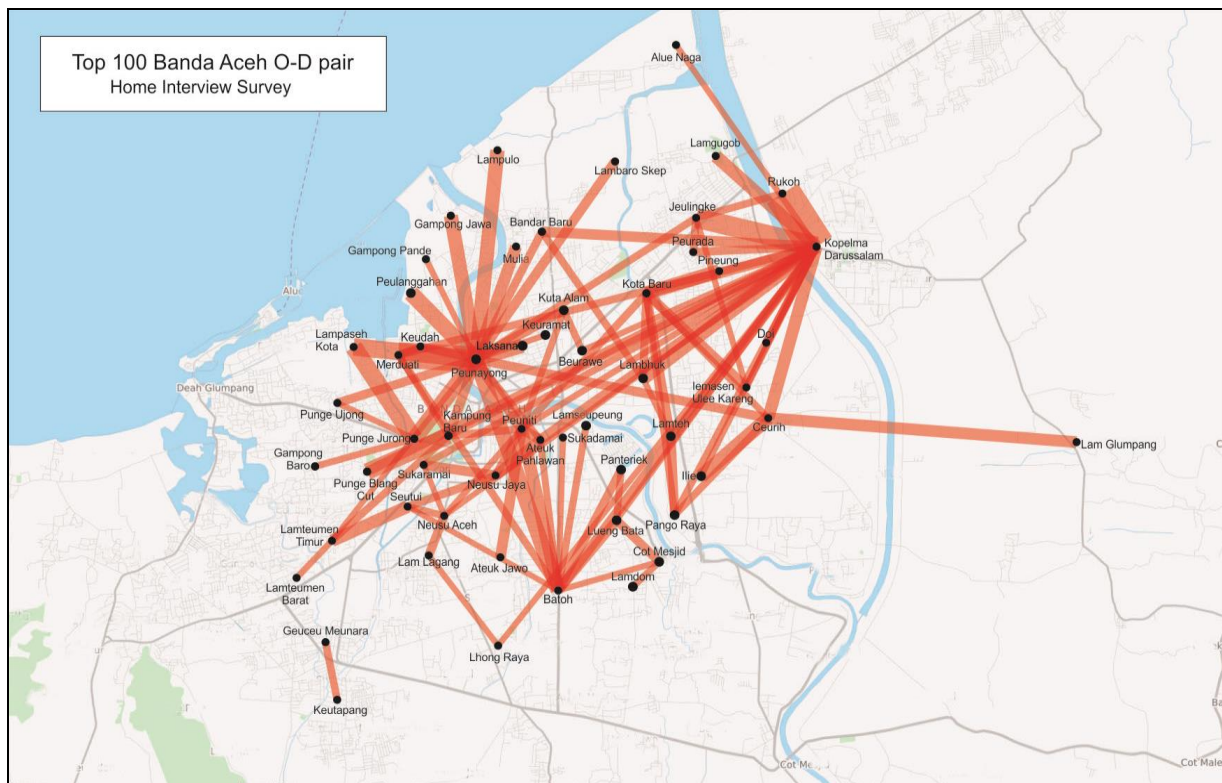 Top 100 Banda Aceh O-D pair
Home Interview Survey
Alue Naga
Lampulo
Lambaro Skep
Lamgugob
Rukoh
Gampong Jawa
Bandar Baru
Jeulingke
Gampong Pande
Mulia
Peurada
Kopelma
Darussalam
Pineung
Peulanggahan
Kota Baru
Kuta Alam
Lampaseh
Kota
Keudah
Keuramat
Laksana
Doi
Merduati
Peunayong
Beurawe
Lambhuk
Deah Glumpang
Iemasen
Ulee Kareng
Punge Ujong
Kampung
Baru
Peuniti
Lamseupeung
Lamteh
Ceurih
Punge Jurong
Ateuk
Pahlawan
Sukadamai
Lam Glumpang
Gampong
Baro
Punge Blang
Cut
Sukaramai
Neusu Jaya
Panteriek
Ilie
Seutui
Lamteumen
Timur
Neusu Aceh
Lueng Bata
Pango Raya
Lam Lagang
Ateuk Jawo
Cot Mesjid
Lamteumen
Barat
Batoh
Lamdom
Geuceu Meunara
Lhong Raya
Keutapang
Cot Me
Cot Male